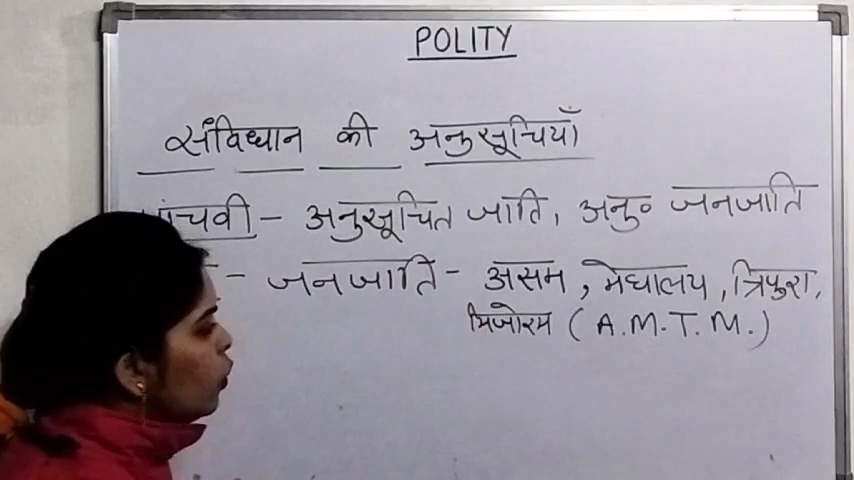 POLITY
संविधान की अनुसूचियाँ
पांचवी - अनुसूचित जाति, अनु० जनजाति
- जनजाति - असम, मेघालय, त्रिपुरा,
मिजोरम (A.M.T.M.)